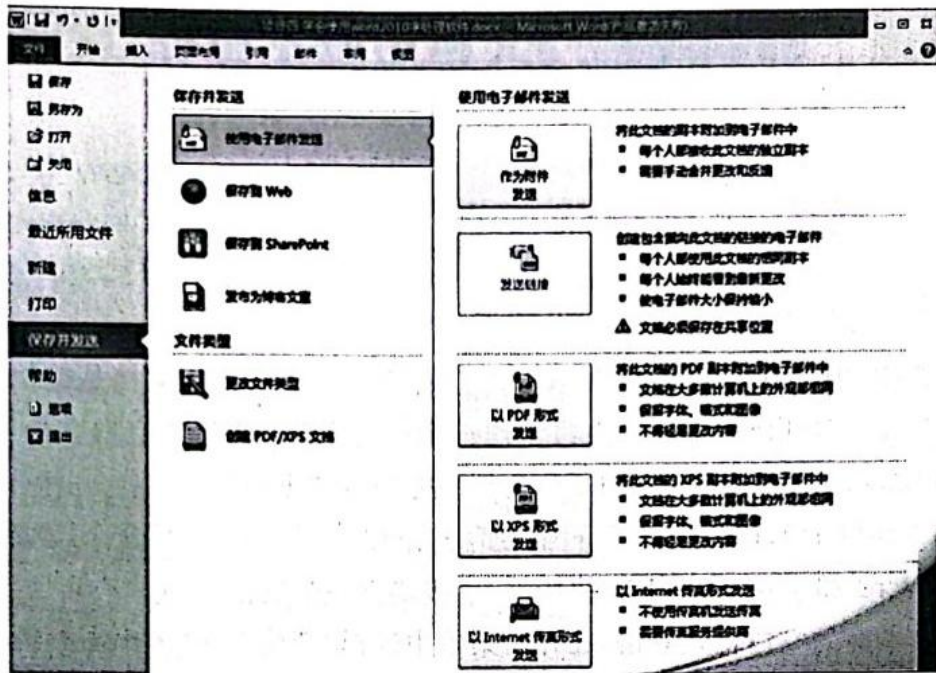 word2010 .docx - Microsoft Word
文件 开始 插入 页面布局 引用 邮件 审阅 视图
保存
另存为
打开
关闭
信息
最近所用文件
新建
打印
保存并发送
帮助
选项
退出
保存并发送
使用电子邮件发送
保存到 Web
保存到 SharePoint
发布为博客文章
文件类型
更改文件类型
创建 PDF/XPS 文档
使用电子邮件发送
作为附件
发送
将此文档的副本附加到电子邮件中
每个人都接收此文档的独立副本
需要手动合并更改和反馈
发送链接
创建包含指向此文档的链接的电子邮件
每个人都使用此文档的相同副本
每个人始终能看到最新更改
使电子邮件大小保持较小
文档必须保存在共享位置
以 PDF 形式
发送
将此文档的 PDF 副本附加到电子邮件中
文档在大多数计算机上的外观都相同
保留字体、格式和图像
不得轻易更改内容
以 XPS 形式
发送
将此文档的 XPS 副本附加到电子邮件中
文档在大多数计算机上的外观都相同
保留字体、格式和图像
不得轻易更改内容
以 Internet 传真形式
发送
以 Internet 传真形式发送
不使用传真机发送传真
需要传真服务提供商